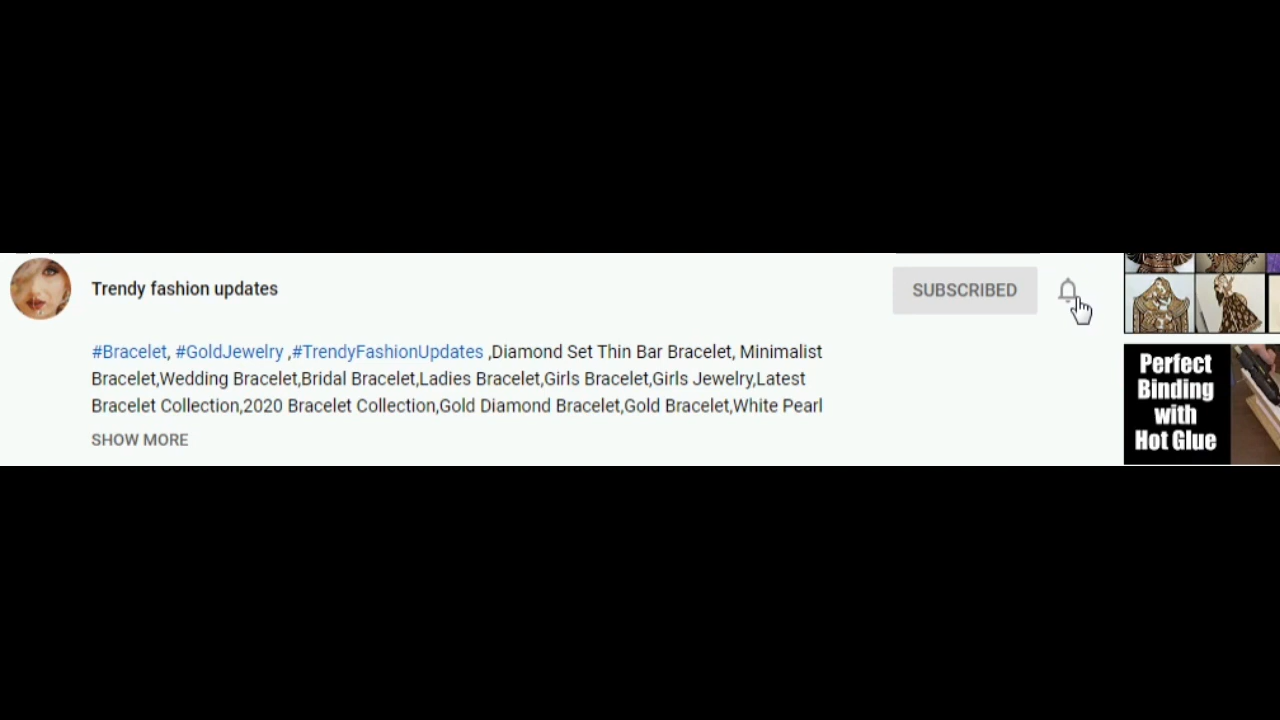 Trendy fashion updates
SUBSCRIBED
#Bracelet, #GoldJewelry ,#TrendyFashionUpdates ,Diamond Set Thin Bar Bracelet, Minimalist
Bracelet,Wedding Bracelet,Bridal Bracelet,Ladies Bracelet,Girls Bracelet,Girls Jewelry,Latest
Bracelet Collection,2020 Bracelet Collection,Gold Diamond Bracelet,Gold Bracelet,White Pearl
SHOW MORE
Perfect
Binding
with
Hot Glue